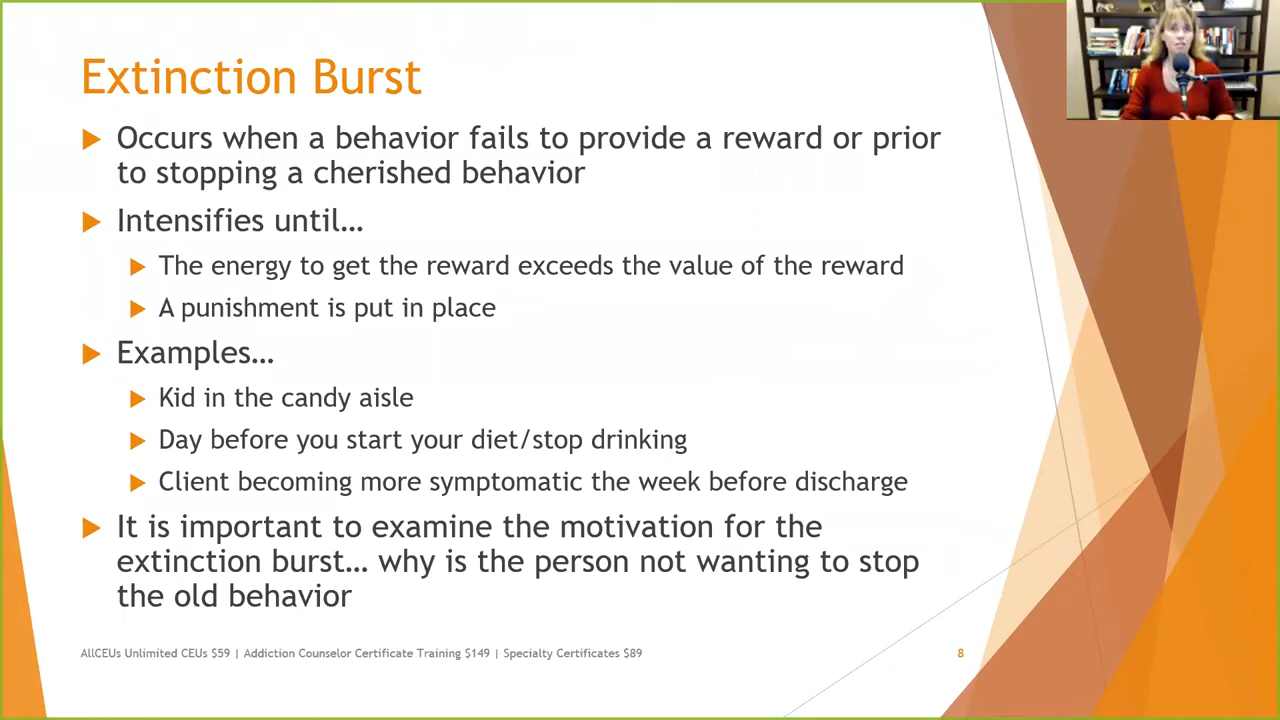 Extinction Burst
Occurs when a behavior fails to provide a reward or prior
to stopping a cherished behavior
Intensifies until…
The energy to get the reward exceeds the value of the reward
A punishment is put in place
Examples…
Kid in the candy aisle
Day before you start your diet/stop drinking
Client becoming more symptomatic the week before discharge
It is important to examine the motivation for the
extinction burst… why is the person not wanting to stop
the old behavior
AllCEUs Unlimited CEUs $59 | Addiction Counselor Certificate Training $149 | Specialty Certificates $89
8